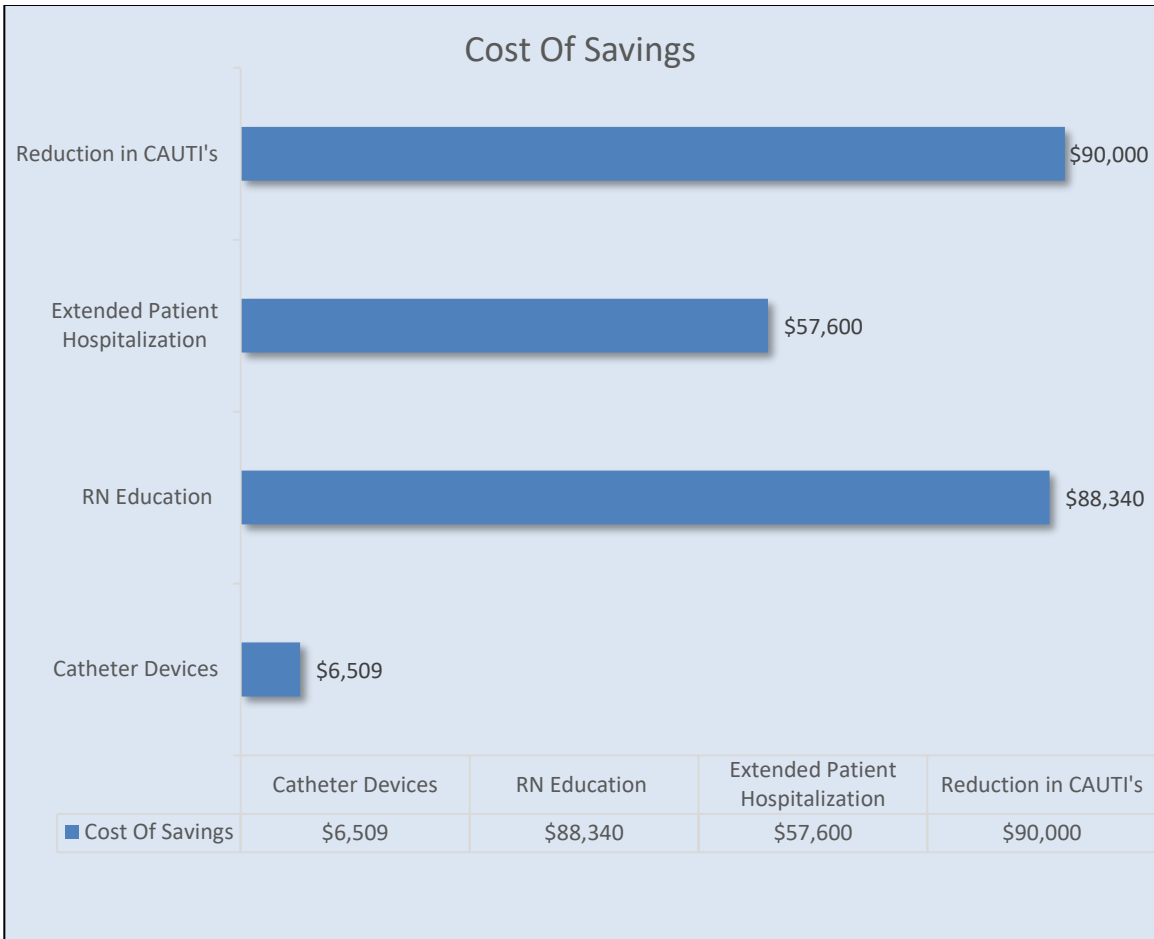 Cost Of Savings
Reduction in CAUTI's
$90,000
Extended Patient
Hospitalization
$57,600
RN Education
$88,340
Catheter Devices
$6,509
Catheter Devices
RN Education
Extended Patient
Hospitalization
Reduction in CAUTI's
Cost Of Savings
$6,509
$88,340
$57,600
$90,000